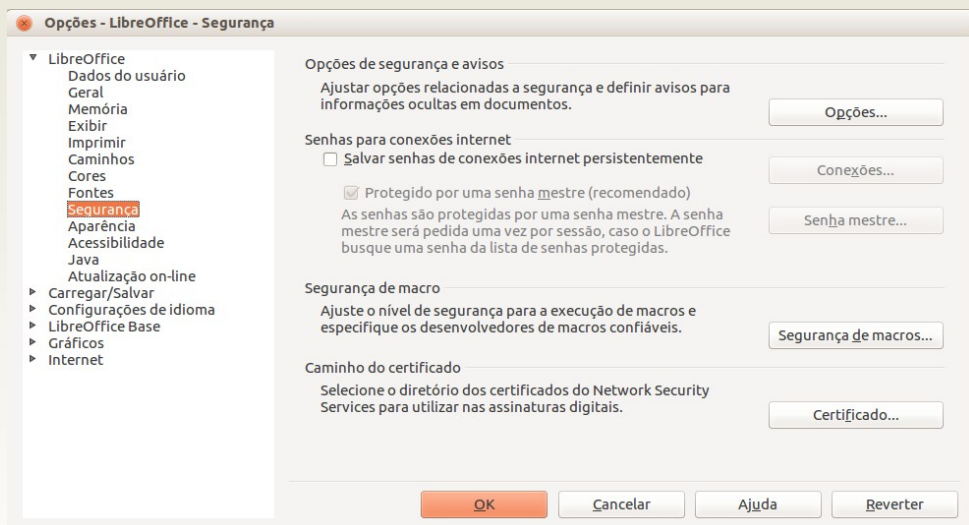 Opções - LibreOffice - Segurança
LibreOffice
Dados do usuário
Geral
Memória
Exibir
Imprimir
Caminhos
Cores
Fontes
Segurança
Aparência
Acessibilidade
Java
Atualização on-line
Carregar/Salvar
Configurações de idioma
LibreOffice Base
Gráficos
Internet
Opções de segurança e avisos
Ajustar opções relacionadas a segurança e definir avisos para
informações ocultas em documentos.
Opções...
Senhas para conexões internet
Salvar senhas de conexões internet persistentemente
Conexões...
Protegido por uma senha mestre (recomendado)
As senhas são protegidas por uma senha mestre. A senha
mestre será pedida uma vez por sessão, caso o LibreOffice
busque uma senha da lista de senhas protegidas.
Senha mestre...
Segurança de macro
Ajuste o nível de segurança para a execução de macros e
especifique os desenvolvedores de macros confiáveis.
Segurança de macros...
Caminho do certificado
Selecione o diretório dos certificados do Network Security
Services para utilizar nas assinaturas digitais.
Certificado...
OK
Cancelar
Ajuda
Reverter